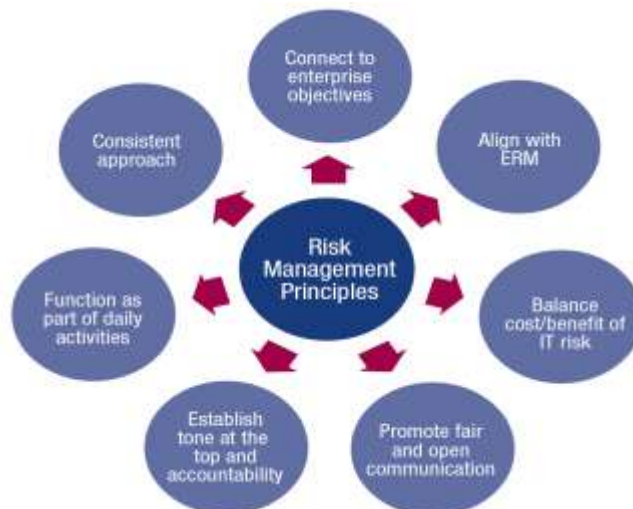 Connect to
enterprise
objectives
Align with
ERM
Balance
cost/benefit of
IT risk
Promote fair
and open
communication
Establish
tone at the
top and
accountability
Function as
part of daily
activities
Consistent
approach
Risk
Management
Principles